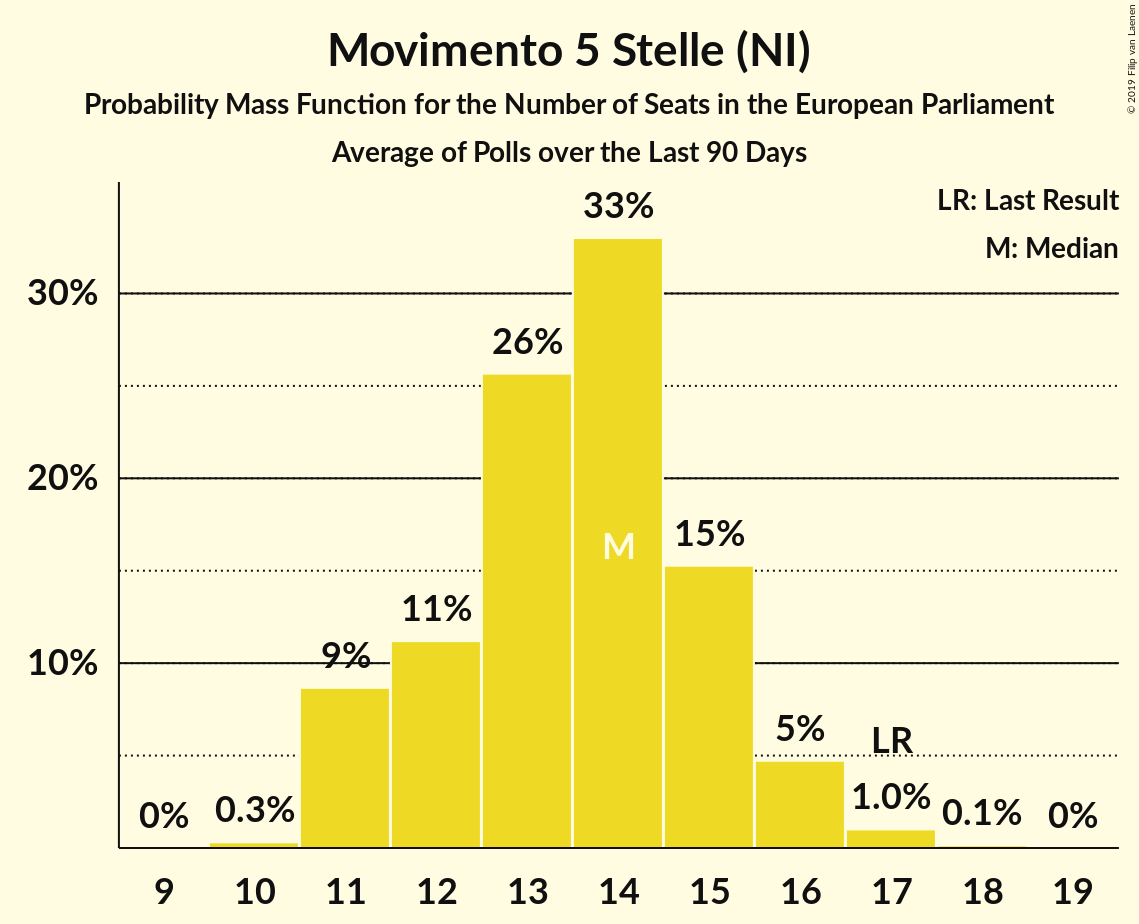 Movimento 5 Stelle (NI)
Probability Mass Function for the Number of Seats in the European Parliament
Average of Polls over the Last 90 Days
© 2019 Filip van Laenen
LR: Last Result
M: Median
33%
30%
26%
20%
15%
M
11%
10%
9%
5%
LR
1.0%
0.3%
0.1%
0%
0%
9 10 11 12 13 14 15 16 17 18 19